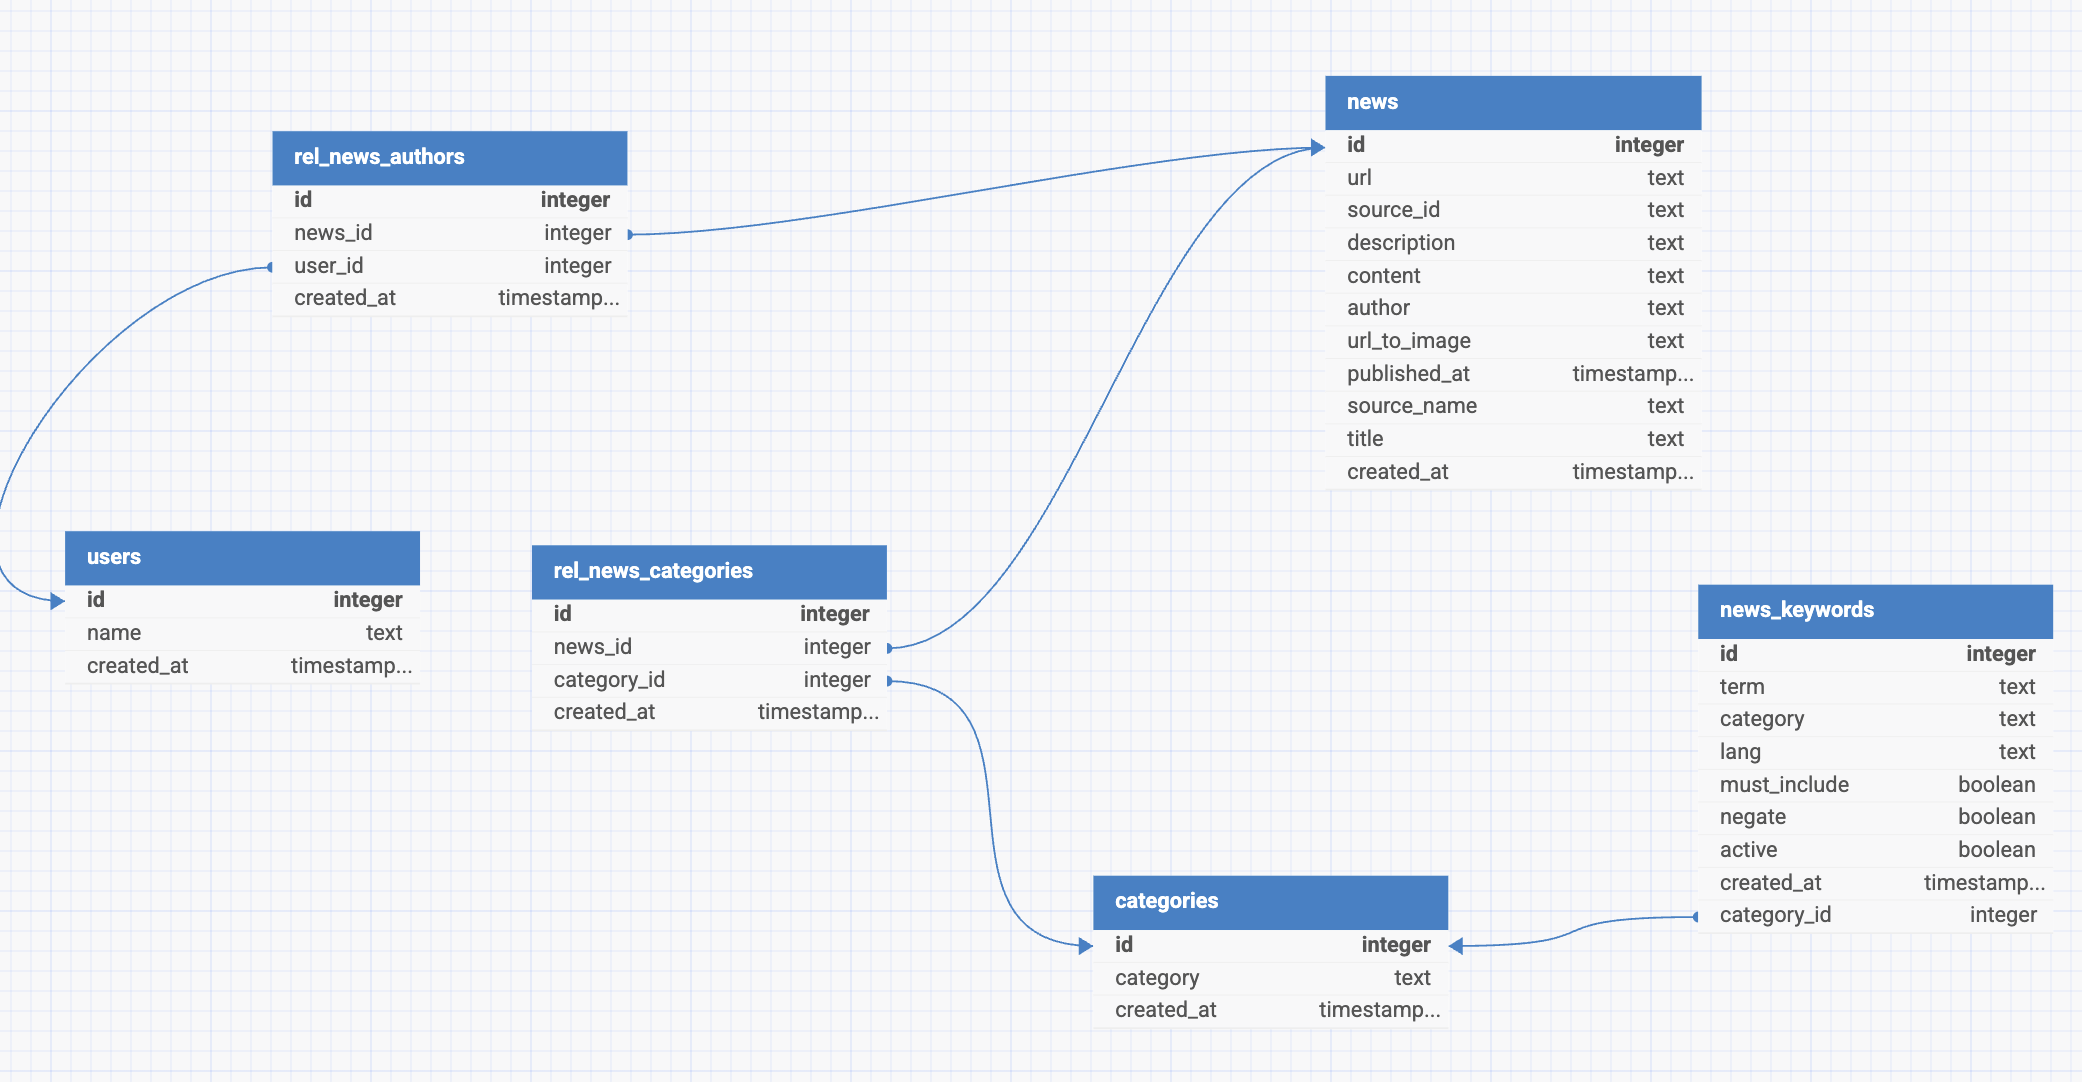 news
id integer
url text
source_id text
description text
content text
author text
url_to_image text
published_at timestamp...
source_name text
title text
created_at timestamp...
rel_news_authors
id integer
news_id integer
user_id integer
created_at timestamp...
users
id integer
name text
created_at timestamp...
rel_news_categories
id integer
news_id integer
category_id integer
created_at timestamp...
news_keywords
id integer
term text
category text
lang text
must_include boolean
negate boolean
active boolean
created_at timestamp...
category_id integer
categories
id integer
category text
created_at timestamp...